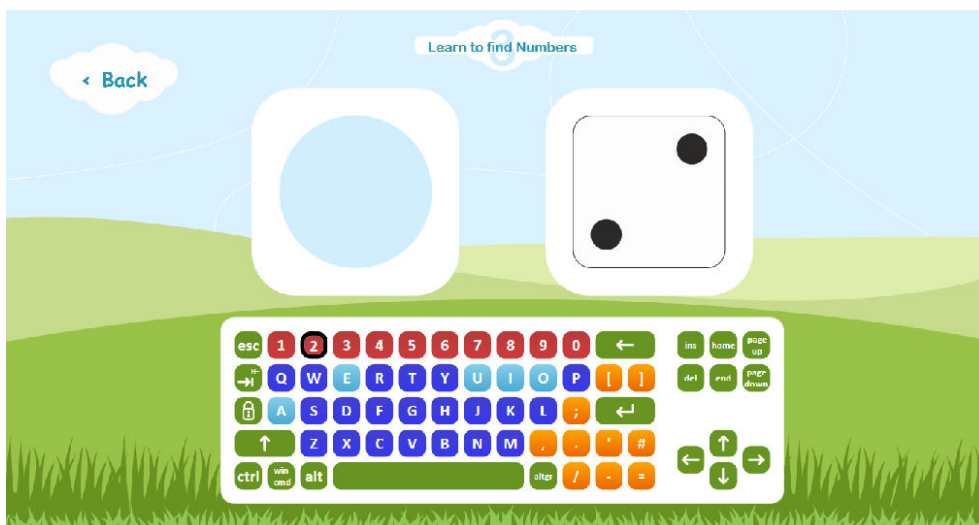 Learn to find Numbers
3
< Back
esc 1 2 3 4 5 6 7 8 9 0 ← ins home page up
Q W E R T Y U I O P [ ] del end page down
A S D F G H J K L ; ↵
↑ Z X C V B N M , . ' # ↑
ctrl win cmd alt altgr / - = ← ↓ →